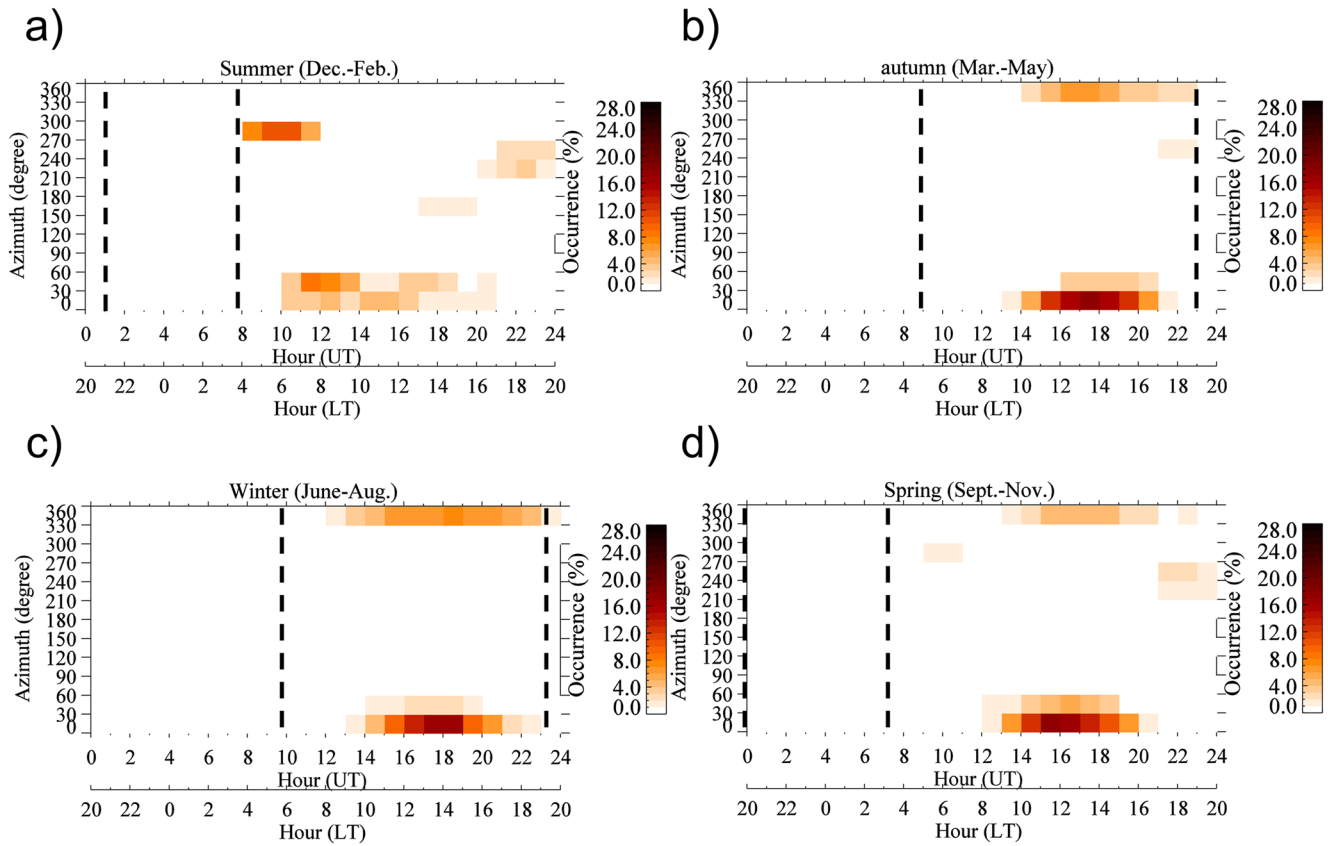 a)
Summer (Dec.-Feb.)
Azimuth (degree)
360
330
300
270
240
210
180
150
120
90
60
30
0
0 2 4 6 8 10 12 14 16 18 20 22 24
Hour (UT)
20 22 0 2 4 6 8 10 12 14 16 18 20
Hour (LT)
28.0
24.0
20.0
16.0
12.0
8.0
4.0
0.0
Occurrence (%)
b)
autumn (Mar.-May)
Azimuth (degree)
360
330
300
270
240
210
180
150
120
90
60
30
0
0 2 4 6 8 10 12 14 16 18 20 22 24
Hour (UT)
20 22 0 2 4 6 8 10 12 14 16 18 20
Hour (LT)
28.0
24.0
20.0
16.0
12.0
8.0
4.0
0.0
Occurrence (%)
c)
Winter (June-Aug.)
Azimuth (degree)
360
330
300
270
240
210
180
150
120
90
60
30
0
0 2 4 6 8 10 12 14 16 18 20 22 24
Hour (UT)
20 22 0 2 4 6 8 10 12 14 16 18 20
Hour (LT)
28.0
24.0
20.0
16.0
12.0
8.0
4.0
0.0
Occurrence (%)
d)
Spring (Sept.-Nov.)
Azimuth (degree)
360
330
300
270
240
210
180
150
120
90
60
30
0
0 2 4 6 8 10 12 14 16 18 20 22 24
Hour (UT)
20 22 0 2 4 6 8 10 12 14 16 18 20
Hour (LT)
28.0
24.0
20.0
16.0
12.0
8.0
4.0
0.0
Occurrence (%)